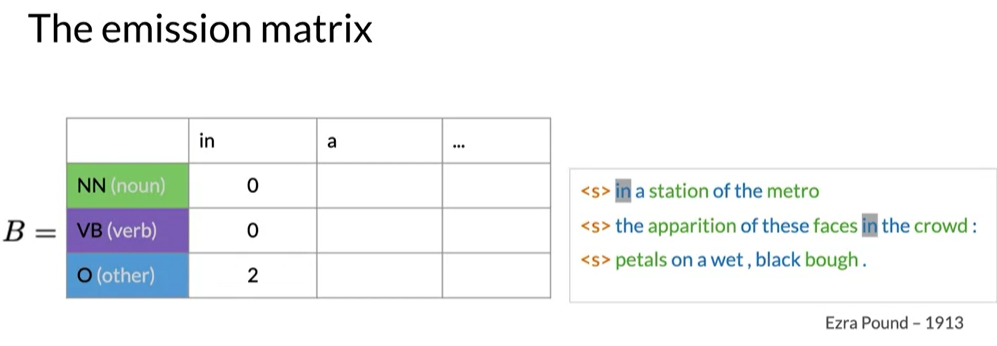 The emission matrix
in a ...
NN (noun) 0
B = VB (verb) 0
O (other) 2
<s> in a station of the metro
<s> the apparition of these faces in the crowd :
<s> petals on a wet , black bough .
Ezra Pound – 1913